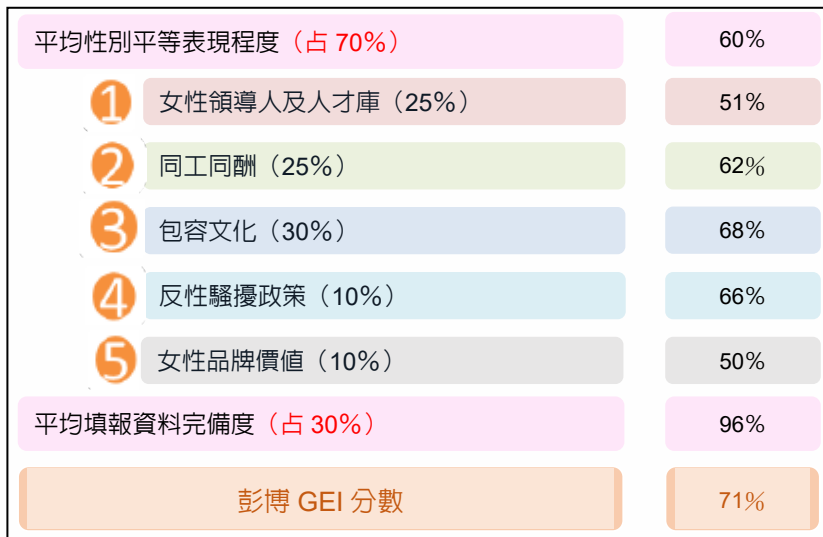 平均性別平等表現程度（占 70%） 60%
1 女性領導人及人才庫（25%） 51%
2 同工同酬（25%） 62%
3 包容文化（30%） 68%
4 反性騷擾政策（10%） 66%
5 女性品牌價值（10%） 50%
平均填報資料完備度（占 30%） 96%
彭博 GEI 分數 71%